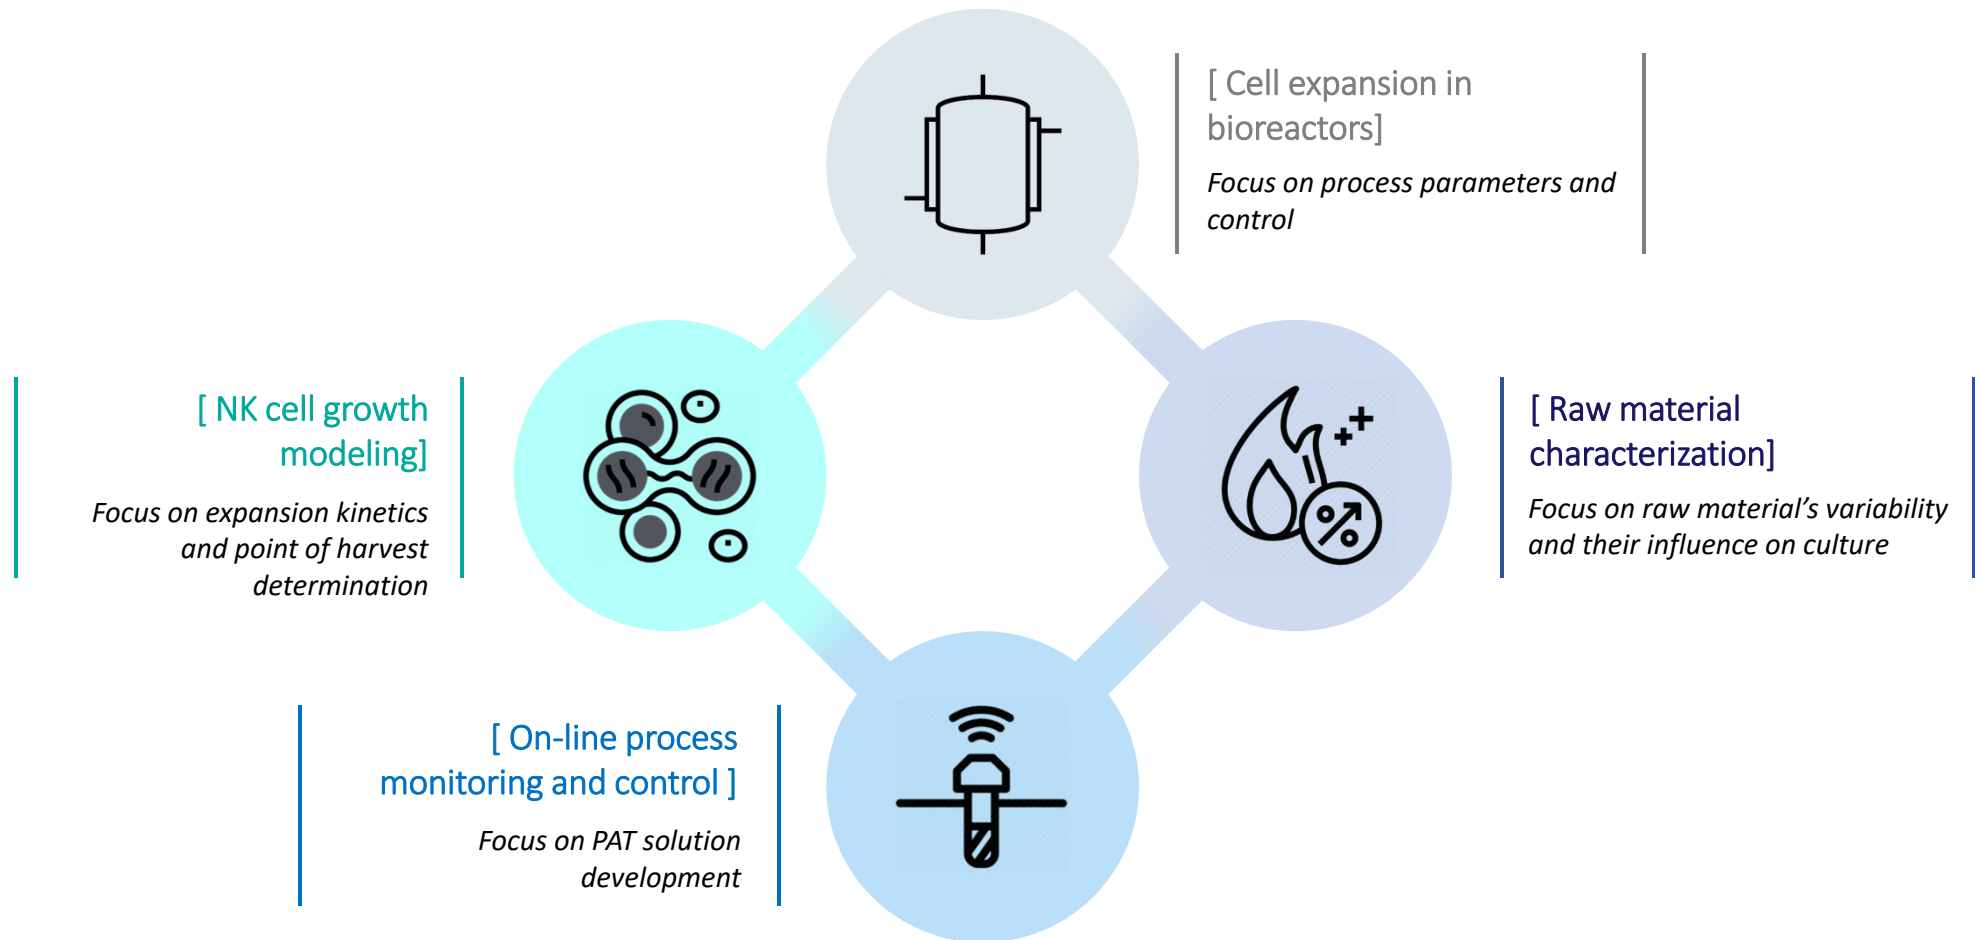 [ Cell expansion in
bioreactors]
Focus on process parameters and
control
[ NK cell growth
modeling]
Focus on expansion kinetics
and point of harvest
determination
[ Raw material
characterization]
Focus on raw material’s variability
and their influence on culture
[ On-line process
monitoring and control ]
Focus on PAT solution
development